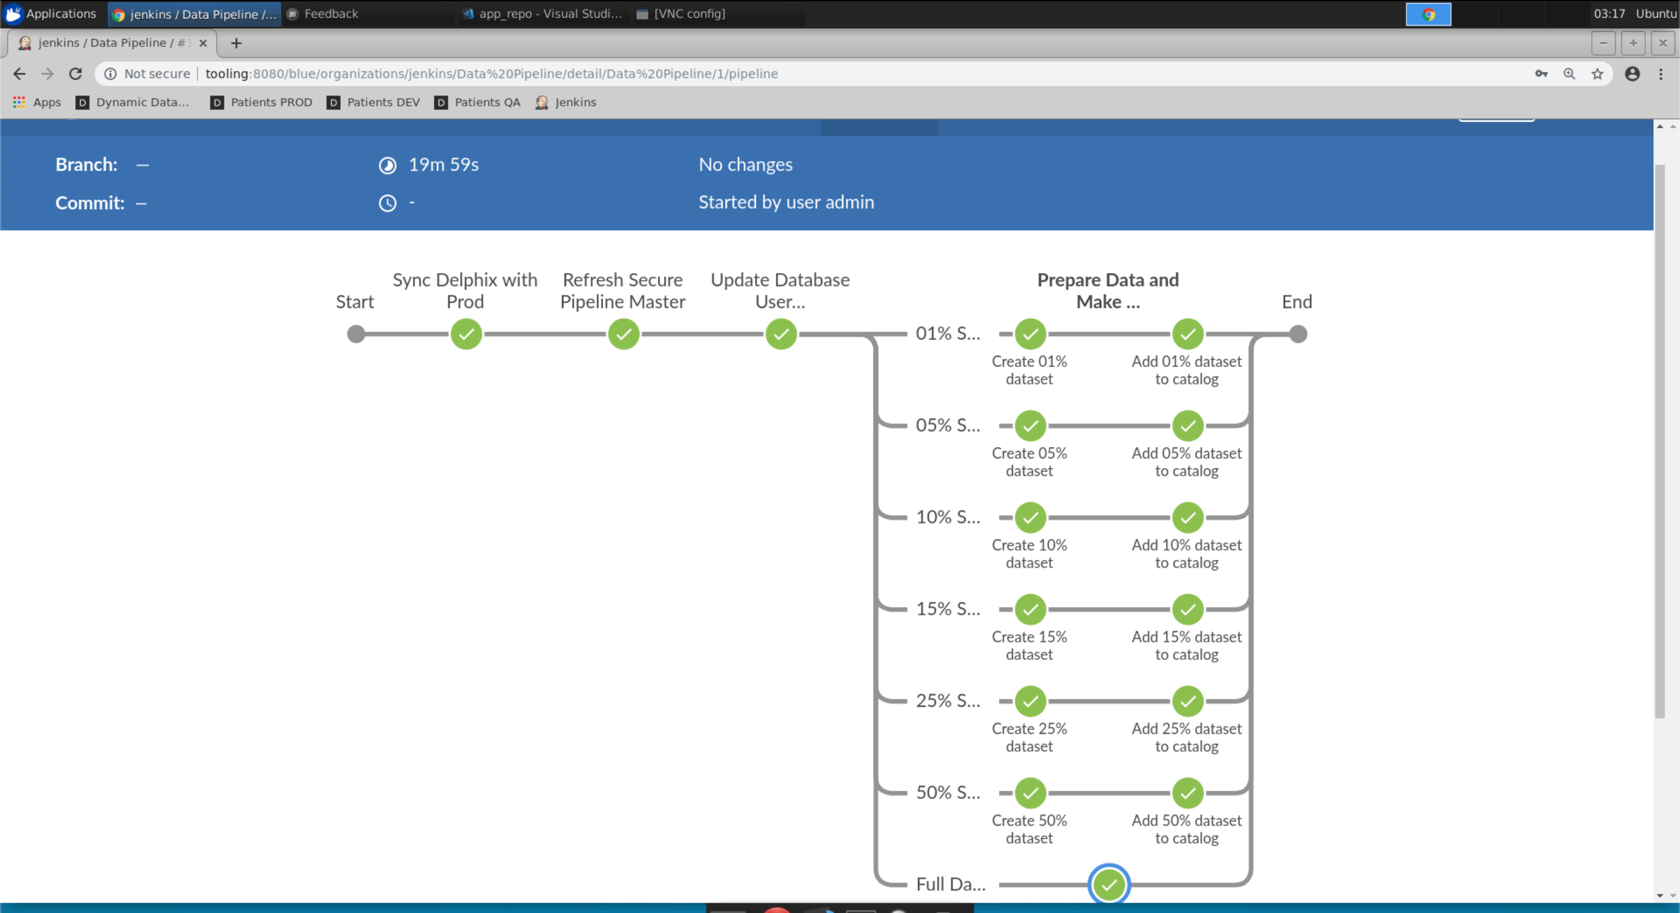 Applications
jenkins / Data Pipeline /...
Feedback
app_repo - Visual Studi...
[VNC config]
03:17 Ubuntu
jenkins / Data Pipeline / #
Not secure
tooling:8080/blue/organizations/jenkins/Data%20Pipeline/detail/Data%20Pipeline/1/pipeline
Apps
Dynamic Data...
Patients PROD
Patients DEV
Patients QA
Jenkins
Branch: —
19m 59s
No changes
Commit: —
-
Started by user admin
Start
Sync Delphix with
Prod
Refresh Secure
Pipeline Master
Update Database
User...
Prepare Data and
Make ...
End
01% S...
Create 01%
dataset
Add 01% dataset
to catalog
05% S...
Create 05%
dataset
Add 05% dataset
to catalog
10% S...
Create 10%
dataset
Add 10% dataset
to catalog
15% S...
Create 15%
dataset
Add 15% dataset
to catalog
25% S...
Create 25%
dataset
Add 25% dataset
to catalog
50% S...
Create 50%
dataset
Add 50% dataset
to catalog
Full Da...